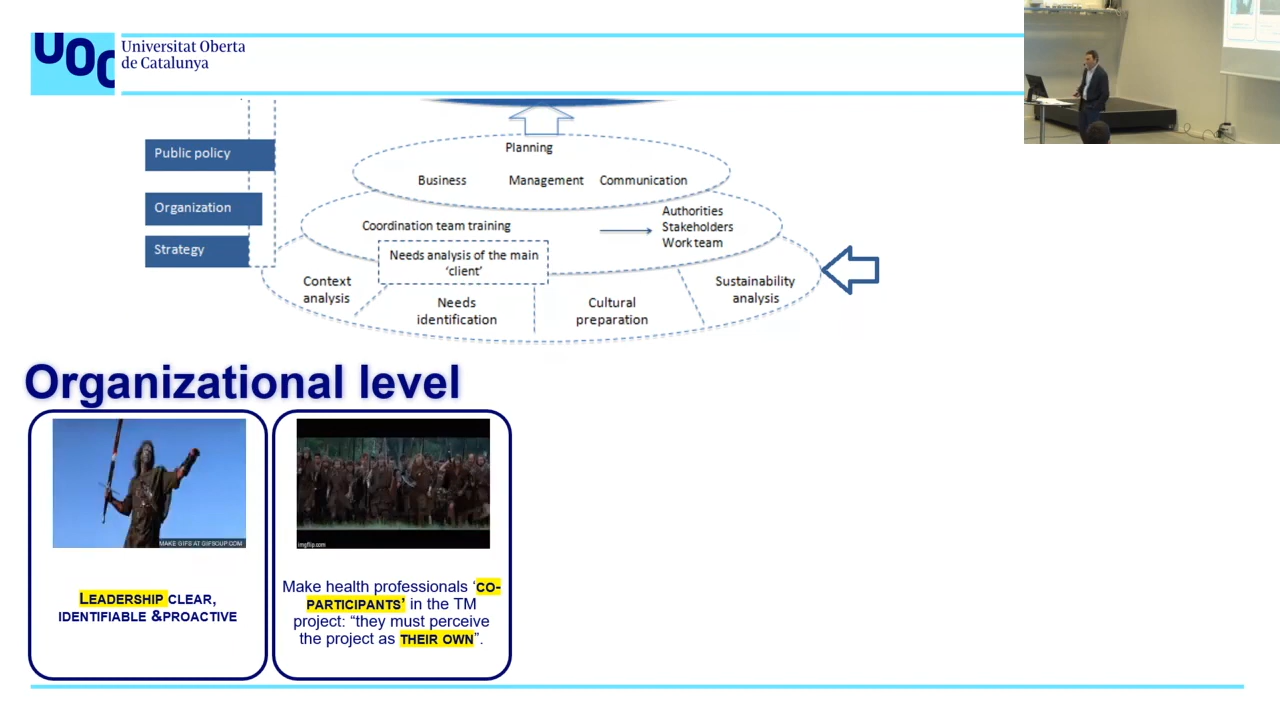 UOC
Universitat Oberta
de Catalunya
Public policy
Organization
Strategy
Planning
Business Management Communication
Coordination team training
Authorities
Stakeholders
Work team
Needs analysis of the main
‘client’
Context
analysis
Needs
identification
Cultural
preparation
Sustainability
analysis
Organizational level
MAKE GIFS AT GIFSOUP.COM
imgflip.com
LEADERSHIP CLEAR,
IDENTIFIABLE &PROACTIVE
Make health professionals ‘CO-
PARTICIPANTS’ in the TM
project: “they must perceive
the project as THEIR OWN”.